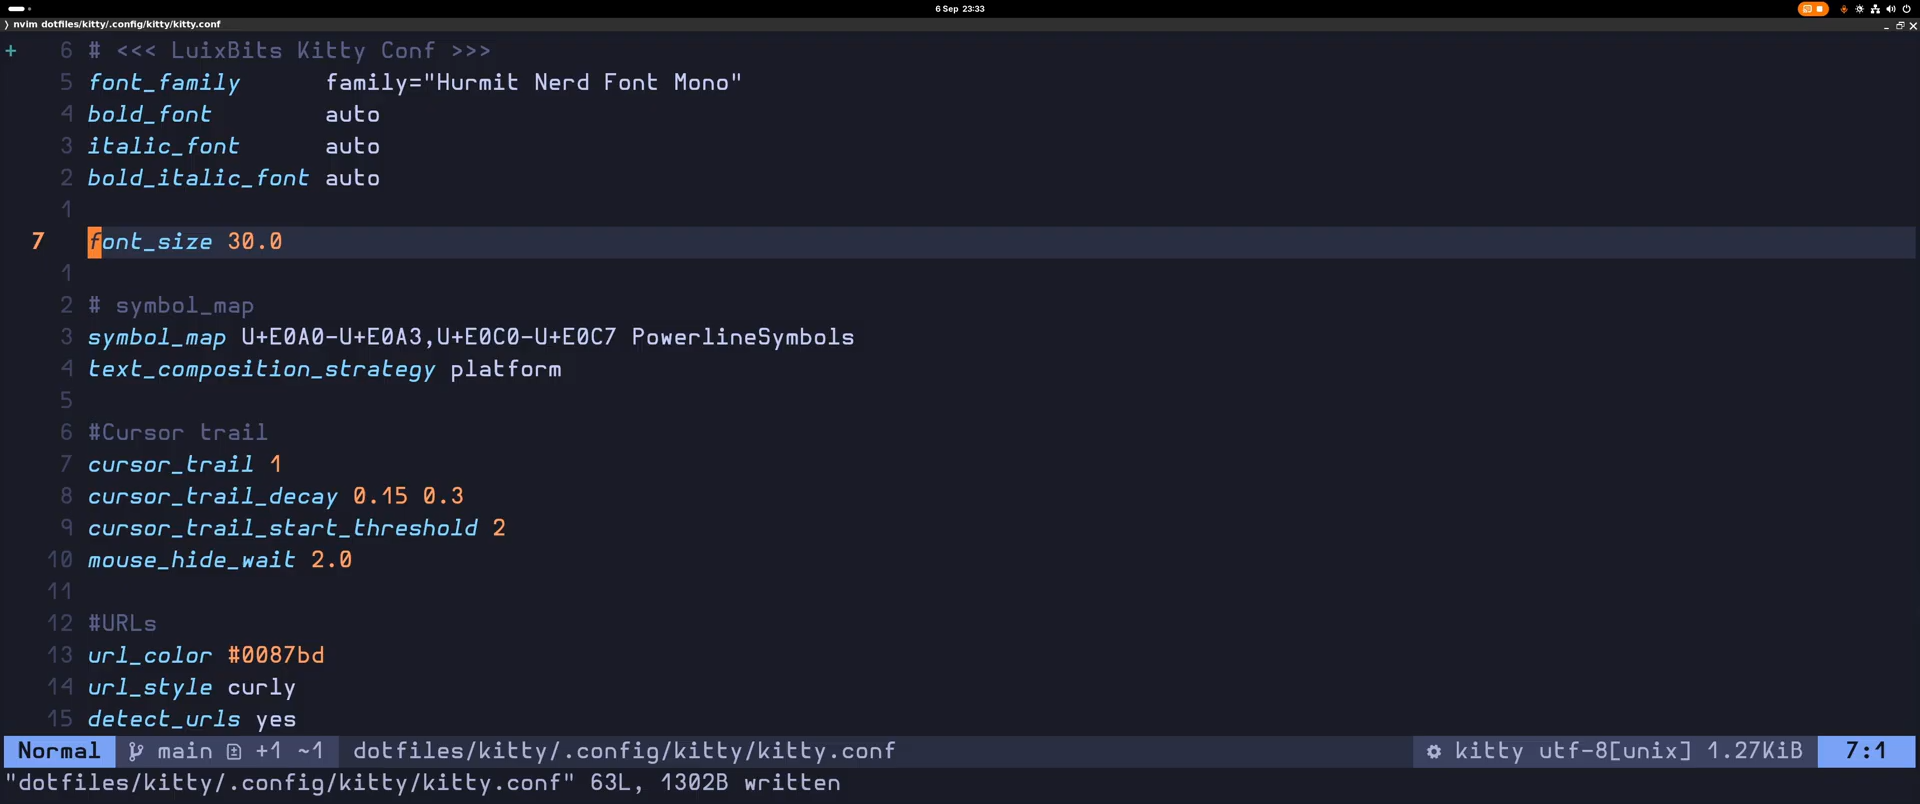 6 Sep 23:33
❭ nvim dotfiles/kitty/.config/kitty/kitty.conf
+ 6 # <<< LuixBits Kitty Conf >>>
5 font_family family="Hurmit Nerd Font Mono"
4 bold_font auto
3 italic_font auto
2 bold_italic_font auto
1
7 font_size 30.0
1
2 # symbol_map
3 symbol_map U+E0A0-U+E0A3,U+E0C0-U+E0C7 PowerlineSymbols
4 text_composition_strategy platform
5
6 #Cursor trail
7 cursor_trail 1
8 cursor_trail_decay 0.15 0.3
9 cursor_trail_start_threshold 2
10 mouse_hide_wait 2.0
11
12 #URLs
13 url_color #0087bd
14 url_style curly
15 detect_urls yes
Normal main +1 ~1 dotfiles/kitty/.config/kitty/kitty.conf kitty utf-8[unix] 1.27KiB 7:1
"dotfiles/kitty/.config/kitty/kitty.conf" 63L, 1302B written